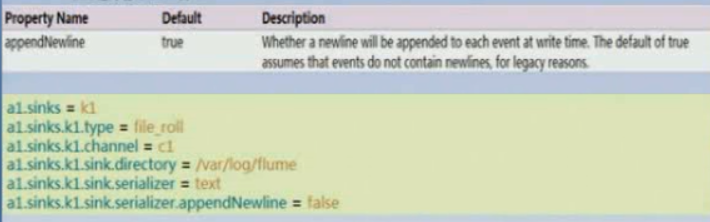 Property Name Default Description
appendNewline true Whether a newline will be appended to each event at write time. The default of true
assumes that events do not contain newlines, for legacy reasons.
a1.sinks = k1
a1.sinks.k1.type = file_roll
a1.sinks.k1.channel = c1
a1.sinks.k1.sink.directory = /var/log/flume
a1.sinks.k1.sink.serializer = text
a1.sinks.k1.sink.serializer.appendNewline = false